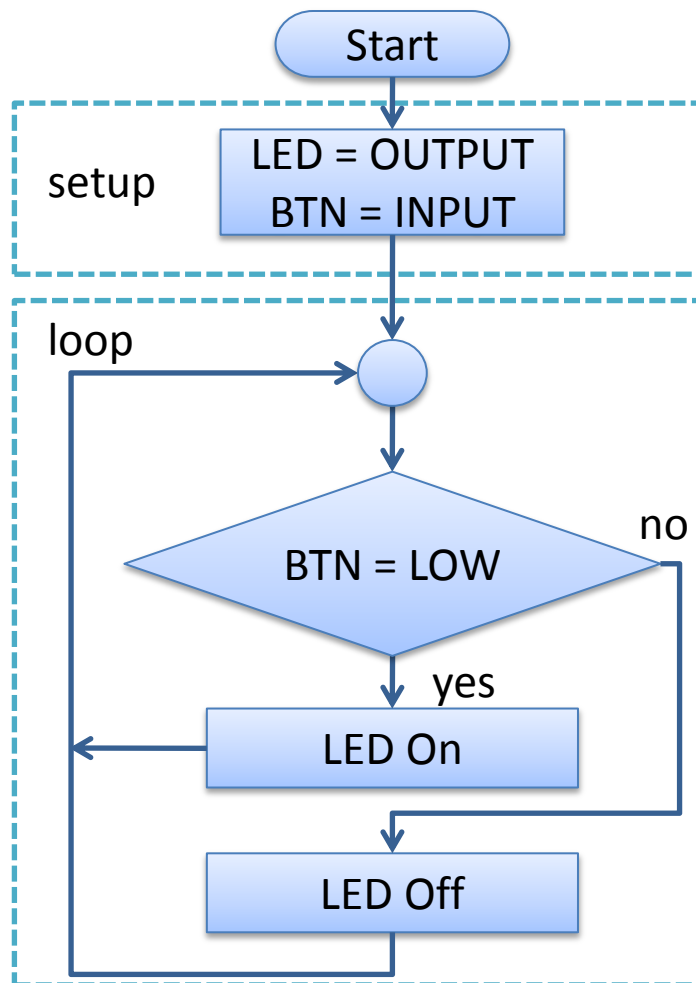 Start
setup
LED = OUTPUT
BTN = INPUT
loop
BTN = LOW
no
yes
LED On
LED Off